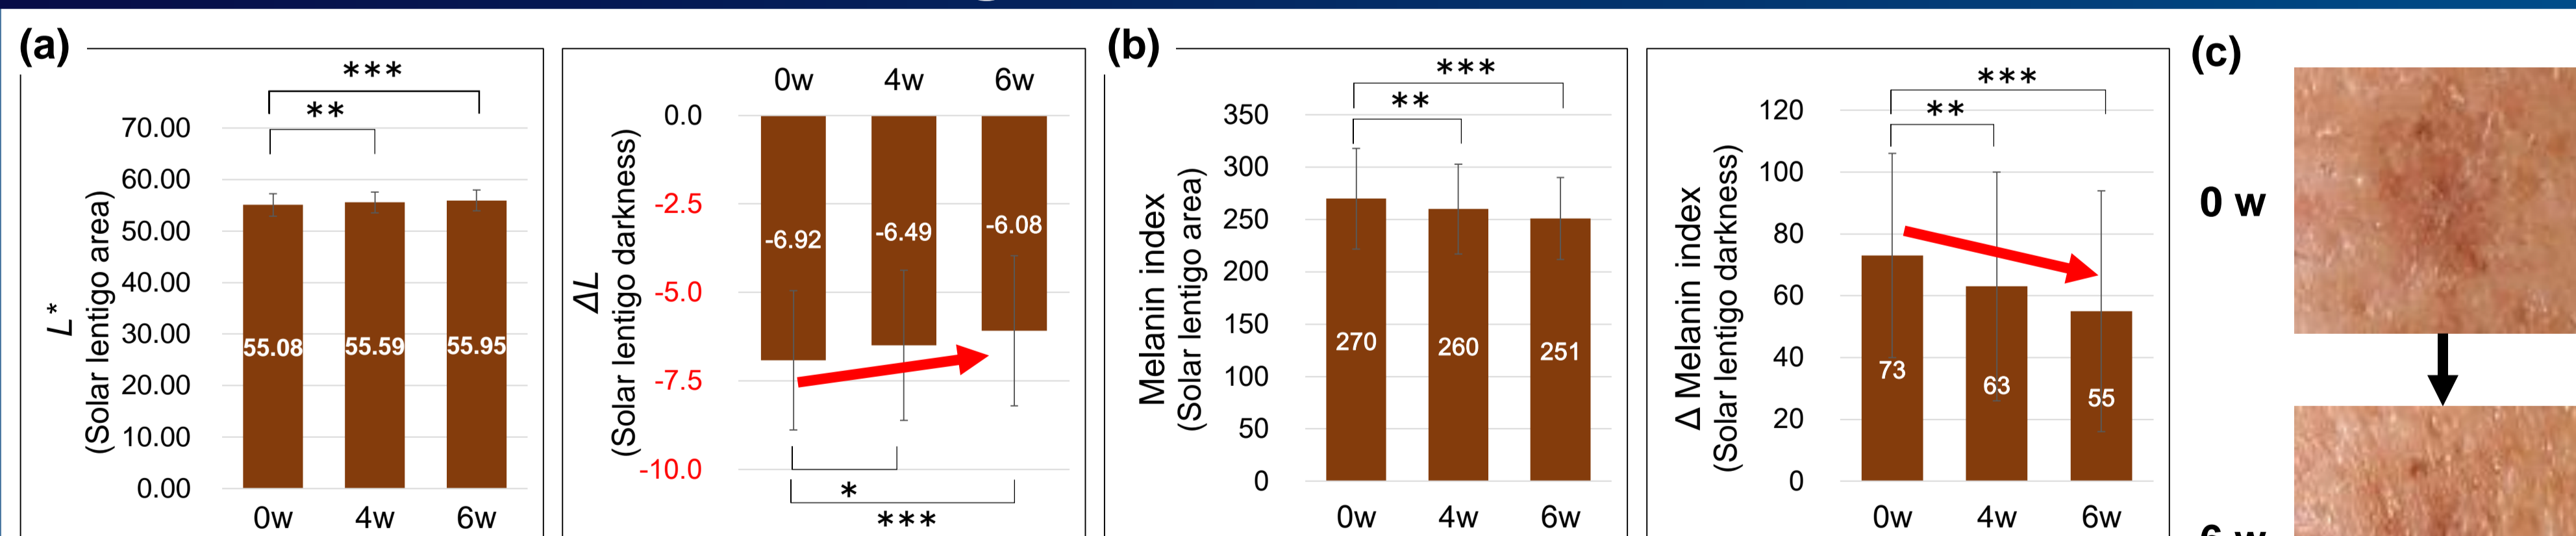 (a)
***
**
70.00
60.00
50.00
40.00
30.00
20.00
10.00
0.00
L*
(Solar lentigo area)
55.08 55.59 55.95
0w 4w 6w
0w 4w 6w
0.0
-2.5
-5.0
-7.5
-10.0
ΔL
(Solar lentigo darkness)
-6.92 -6.49 -6.08
*
***
(b)
***
**
350
300
250
200
150
100
50
0
Melanin index
(Solar lentigo area)
270 260 251
0w 4w 6w
***
**
120
100
80
60
40
20
0
Δ Melanin index
(Solar lentigo darkness)
73 63 55
0w 4w 6w
(c)
0 w
6 w